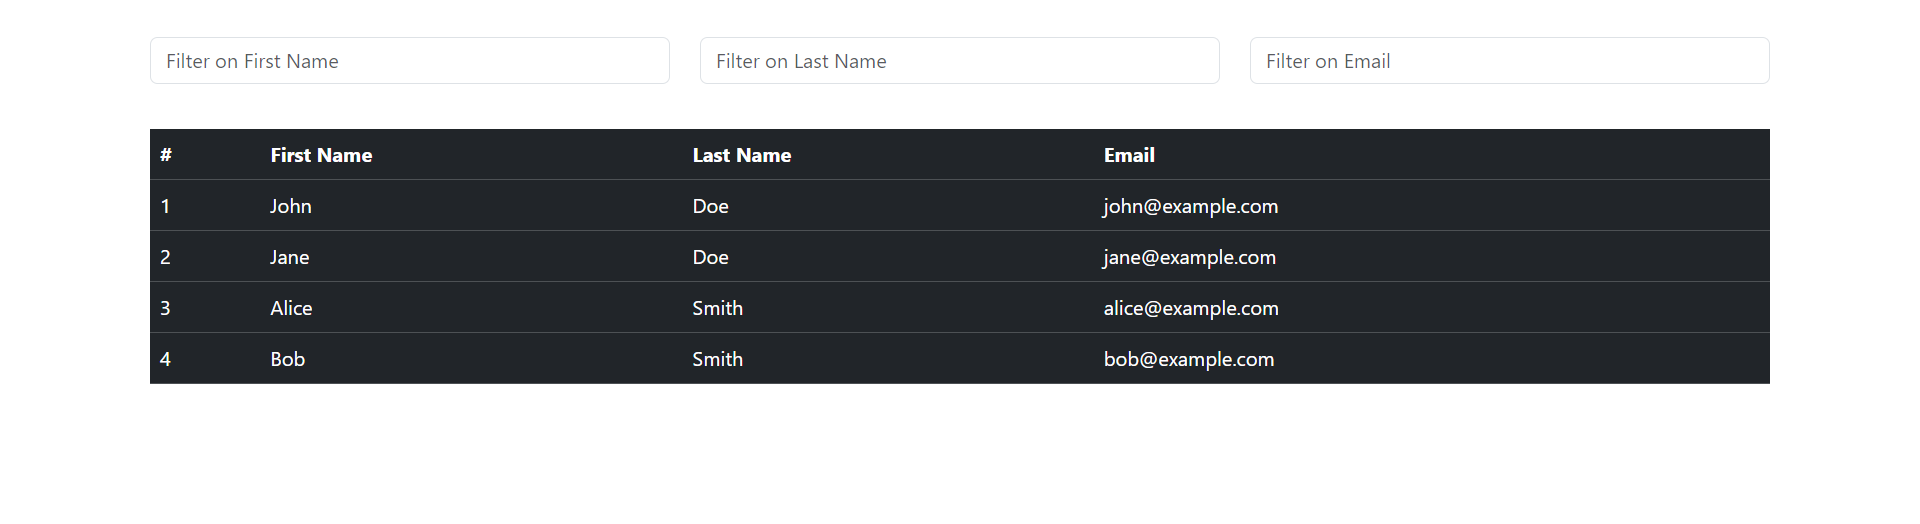 Filter on First Name Filter on Last Name Filter on Email
# First Name Last Name Email
1 John Doe john@example.com
2 Jane Doe jane@example.com
3 Alice Smith alice@example.com
4 Bob Smith bob@example.com